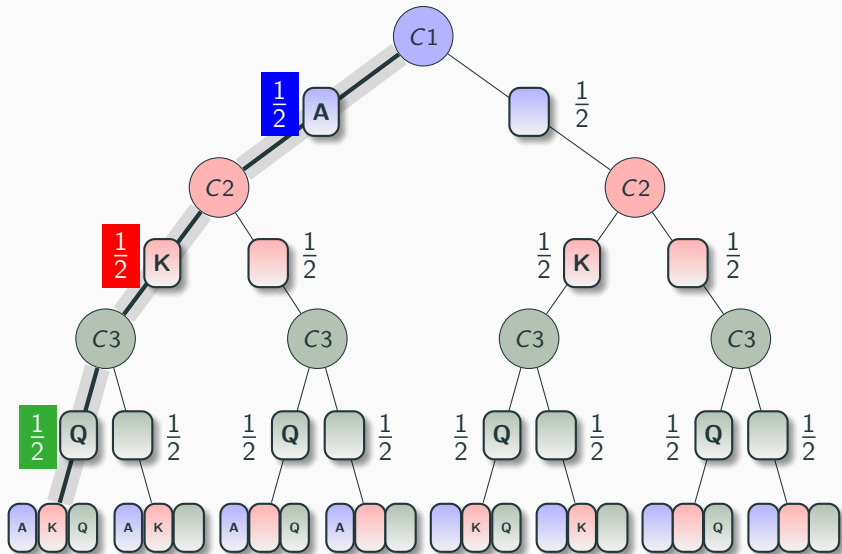 C1
1/2 A 1/2
C2 C2
1/2 K 1/2 1/2 K 1/2
C3 C3 C3 C3
1/2 Q 1/2 1/2 Q 1/2 1/2 Q 1/2 1/2 Q 1/2
A K Q A K A Q A K Q K Q